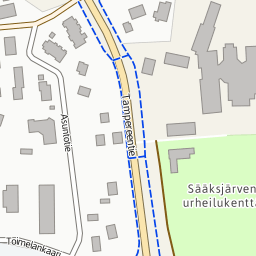 Tampereentie
Asuntotie
Sääksjärven
urheilukenttä
Toimelankaari